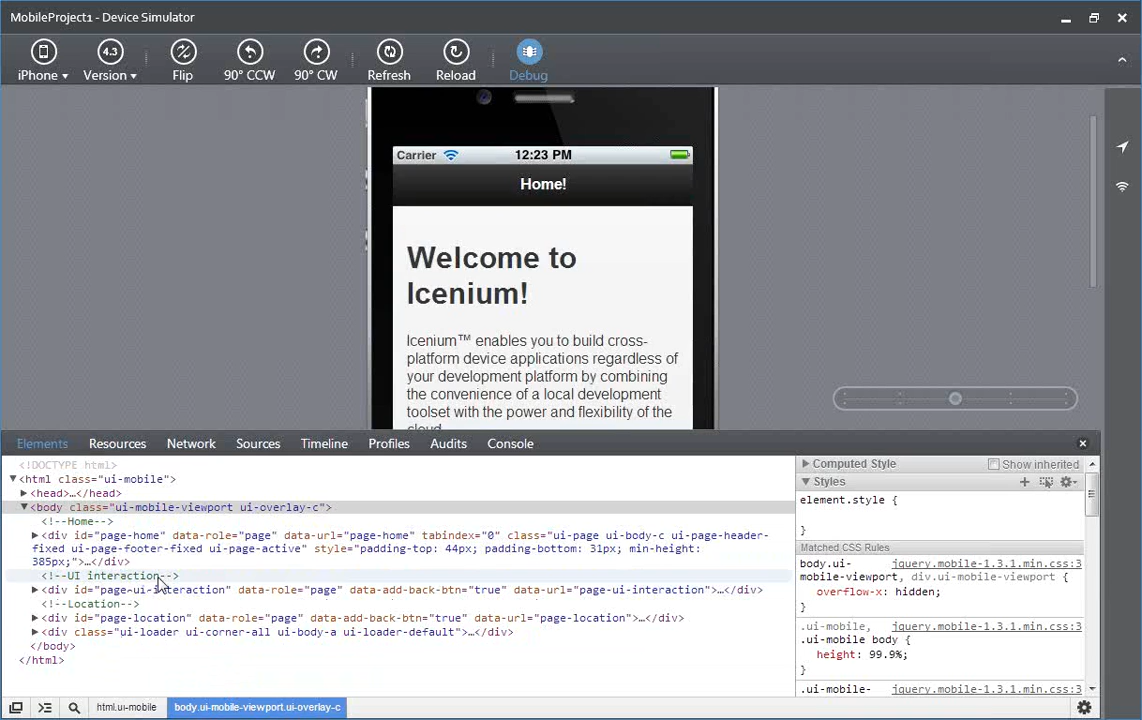 MobileProject1 - Device Simulator
iPhone
4.3
Version
Flip
90° CCW
90° CW
Refresh
Reload
Debug
Carrier
12:23 PM
Home!
Welcome to
Icenium!
Icenium™ enables you to build cross-
platform device applications regardless of
your development platform by combining
the convenience of a local development
toolset with the power and flexibility of the
cloud
Elements
Resources
Network
Sources
Timeline
Profiles
Audits
Console
<!DOCTYPE html>
<html class="ui-mobile">
<head>…</head>
<body class="ui-mobile-viewport ui-overlay-c">
<!--Home-->
<div id="page-home" data-role="page" data-url="page-home" tabindex="0" class="ui-page ui-body-c ui-page-header-
fixed ui-page-footer-fixed ui-page-active" style="padding-top: 44px; padding-bottom: 31px; min-height:
385px;">…</div>
<!--UI interaction-->
<div id="page-ui-interaction" data-role="page" data-add-back-btn="true" data-url="page-ui-interaction">…</div>
<!--Location-->
<div id="page-location" data-role="page" data-add-back-btn="true" data-url="page-location">…</div>
<div class="ui-loader ui-corner-all ui-body-a ui-loader-default">…</div>
</body>
</html>
Computed Style
Show inherited
Styles
element.style {
}
Matched CSS Rules
body.ui- jquery.mobile-1.3.1.min.css:3
mobile-viewport, div.ui-mobile-viewport {
overflow-x: hidden;
}
.ui-mobile, jquery.mobile-1.3.1.min.css:3
.ui-mobile body {
height: 99.9%;
}
.ui-mobile- jquery.mobile-1.3.1.min.css:3
html.ui-mobile
body.ui-mobile-viewport.ui-overlay-c